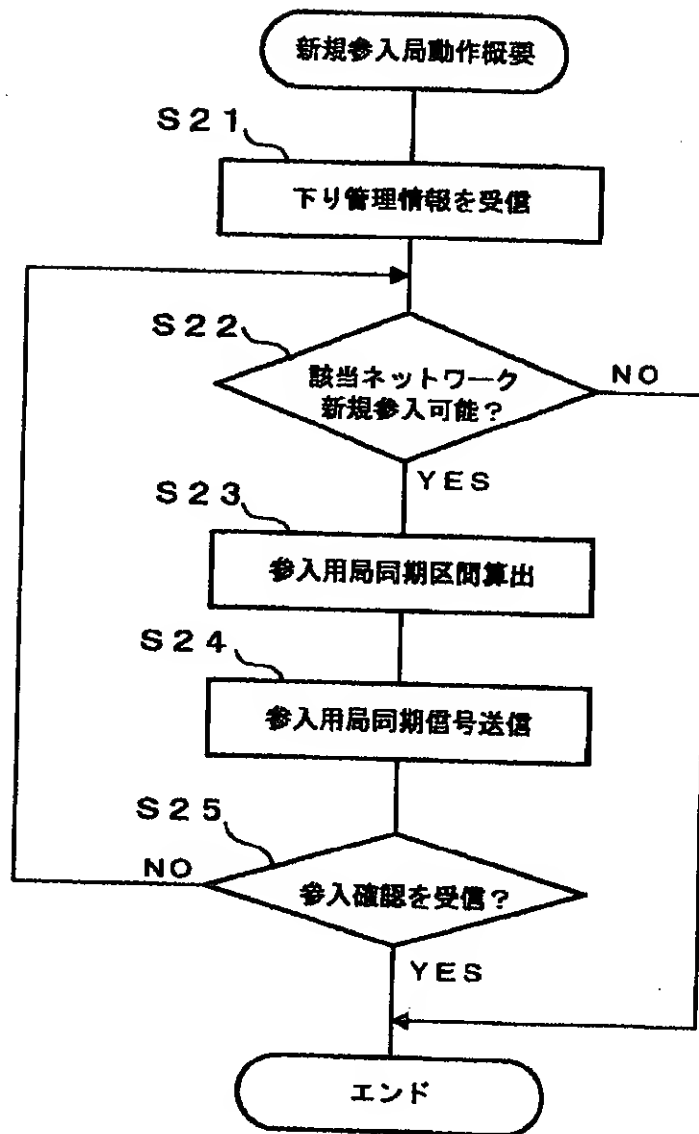 新規参入局動作概要
S21
下り管理情報を受信
S22
該当ネットワーク
新規参入可能?
NO
YES
S23
参入用局同期区間算出
S24
参入用局同期信号送信
S25
NO
参入確認を受信?
YES
エンド